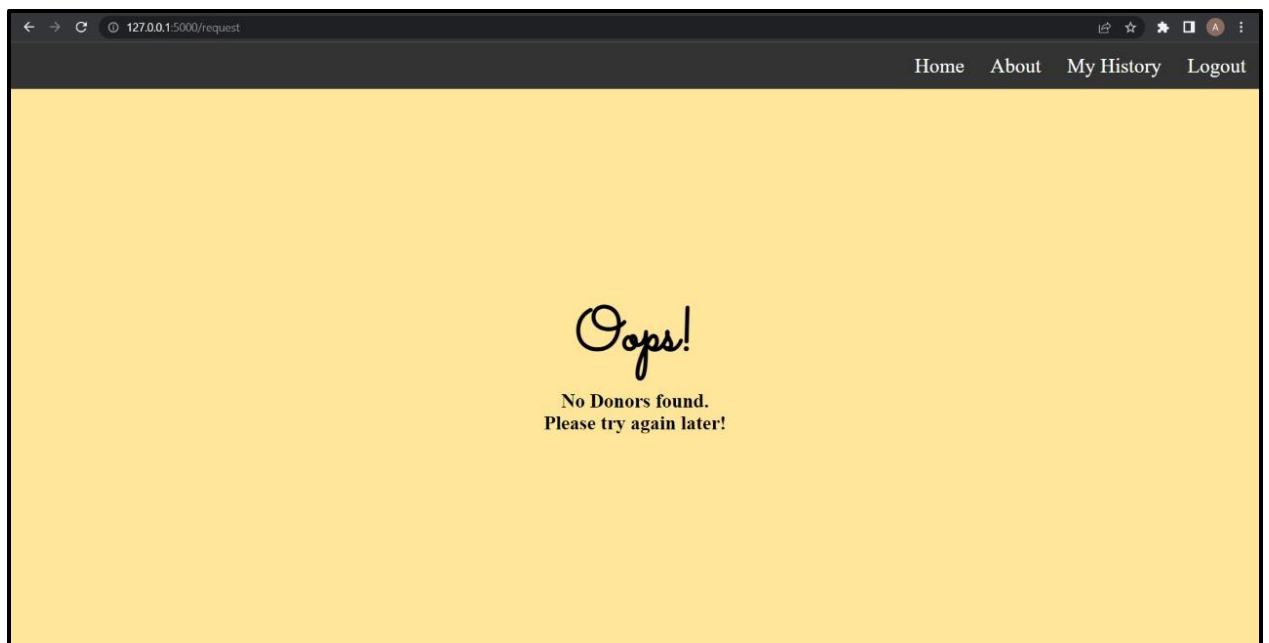 127.0.0.1:5000/request
A
Home About My History Logout
Oops!
No Donors found.
Please try again later!